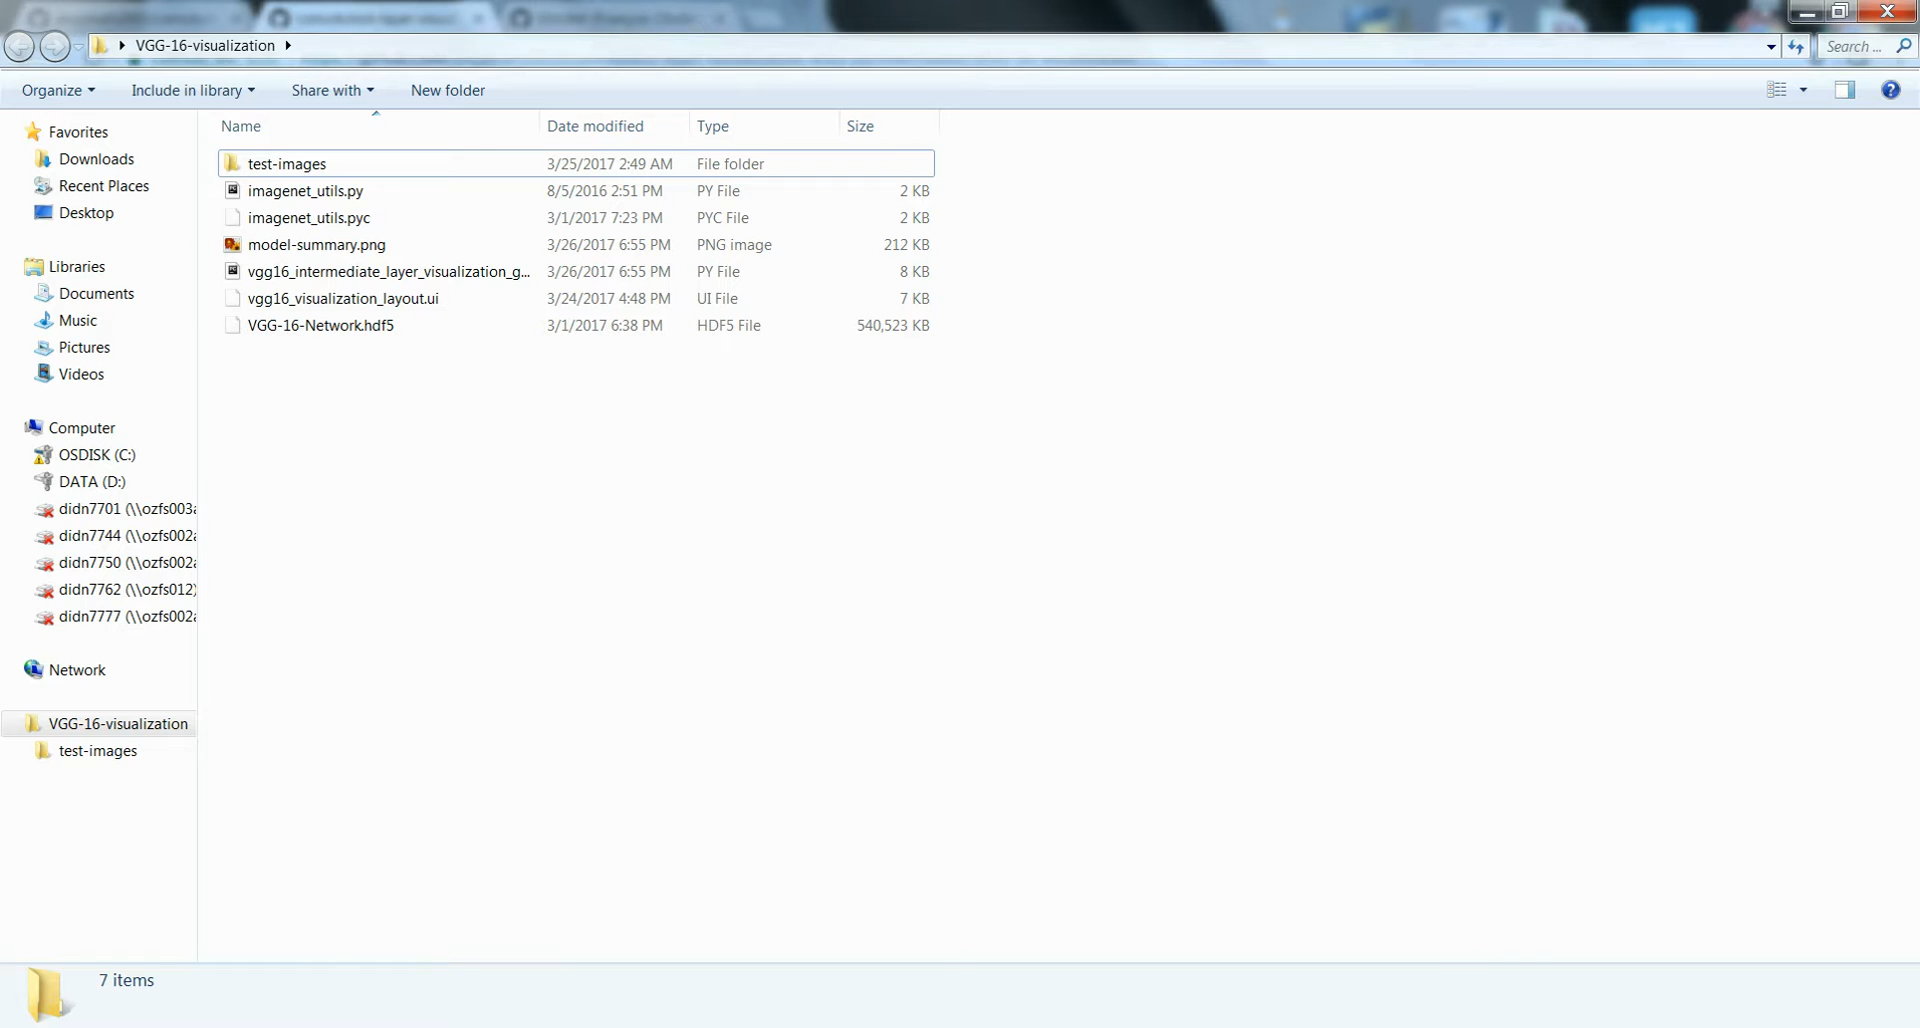 VGG-16-visualization
Search ...
Organize Include in library Share with New folder
Name Date modified Type Size
test-images 3/25/2017 2:49 AM File folder
imagenet_utils.py 8/5/2016 2:51 PM PY File 2 KB
imagenet_utils.pyc 3/1/2017 7:23 PM PYC File 2 KB
model-summary.png 3/26/2017 6:55 PM PNG image 212 KB
vgg16_intermediate_layer_visualization_g... 3/26/2017 6:55 PM PY File 8 KB
vgg16_visualization_layout.ui 3/24/2017 4:48 PM UI File 7 KB
VGG-16-Network.hdf5 3/1/2017 6:38 PM HDF5 File 540,523 KB
Favorites
Downloads
Recent Places
Desktop
Libraries
Documents
Music
Pictures
Videos
Computer
OSDISK (C:)
DATA (D:)
didn7701 (\\ozfs003a
didn7744 (\\ozfs002a
didn7750 (\\ozfs002a
didn7762 (\\ozfs012)
didn7777 (\\ozfs002a
Network
VGG-16-visualization
test-images
7 items